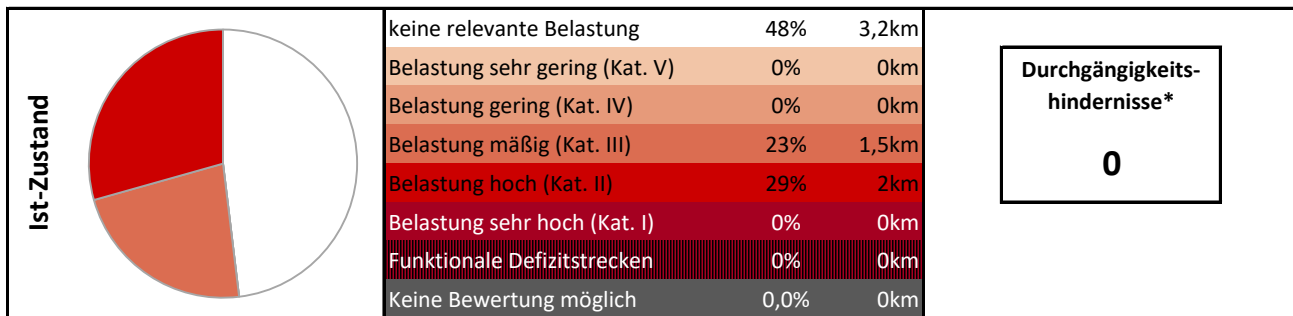 Ist-Zustand
keine relevante Belastung 48% 3,2km
Belastung sehr gering (Kat. V) 0% 0km
Belastung gering (Kat. IV) 0% 0km
Belastung mäßig (Kat. III) 23% 1,5km
Belastung hoch (Kat. II) 29% 2km
Belastung sehr hoch (Kat. I) 0% 0km
Funktionale Defizitstrecken 0% 0km
Keine Bewertung möglich 0,0% 0km
Durchgängigkeits-
hindernisse*
0